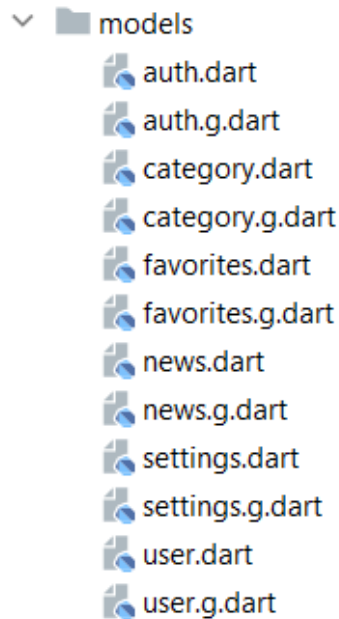 models
auth.dart
auth.g.dart
category.dart
category.g.dart
favorites.dart
favorites.g.dart
news.dart
news.g.dart
settings.dart
settings.g.dart
user.dart
user.g.dart